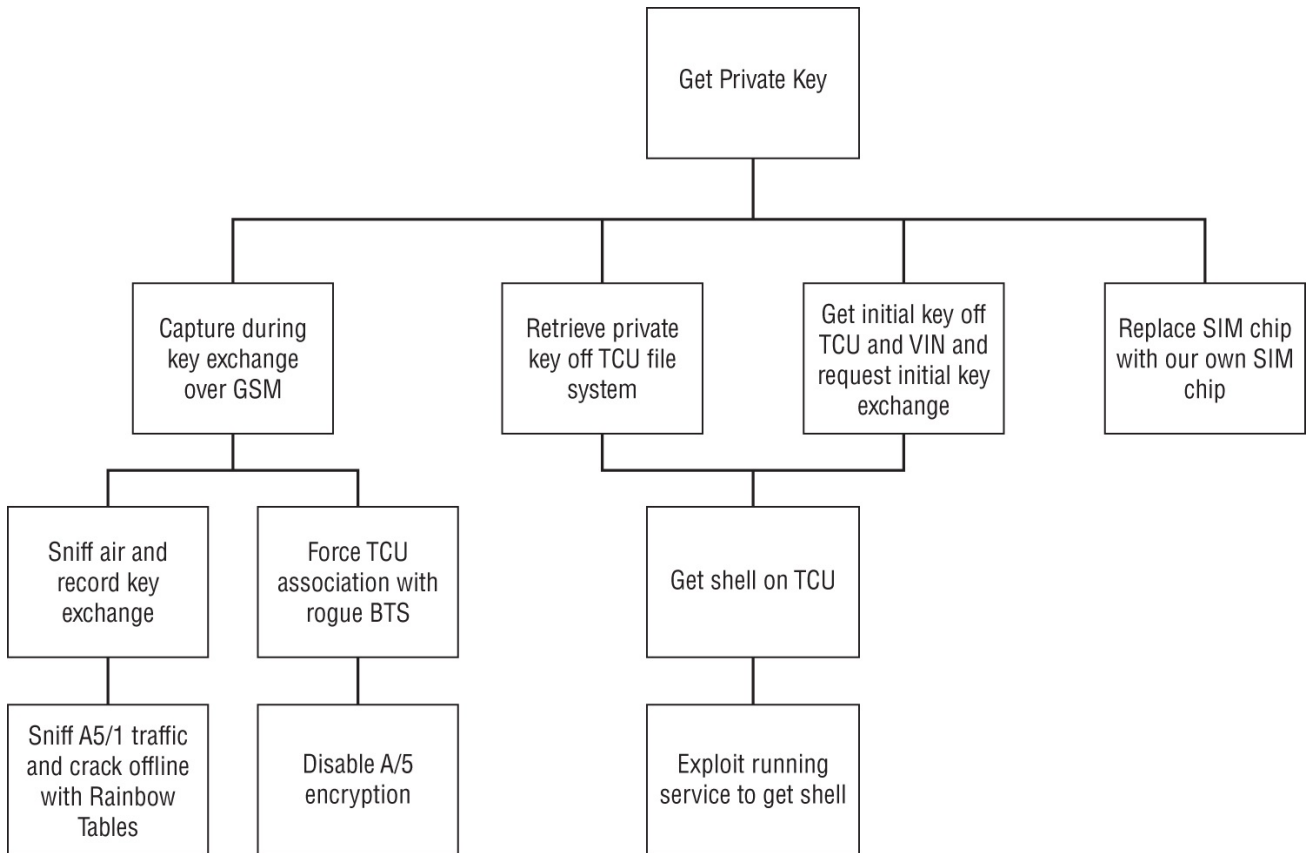 Get Private Key
Capture during
key exchange
over GSM
Retrieve private
key off TCU file
system
Get initial key off
TCU and VIN and
request initial key
exchange
Replace SIM chip
with our own SIM
chip
Sniff air and
record key
exchange
Force TCU
association with
rogue BTS
Get shell on TCU
Sniff A5/1 traffic
and crack offline
with Rainbow
Tables
Disable A/5
encryption
Exploit running
service to get shell